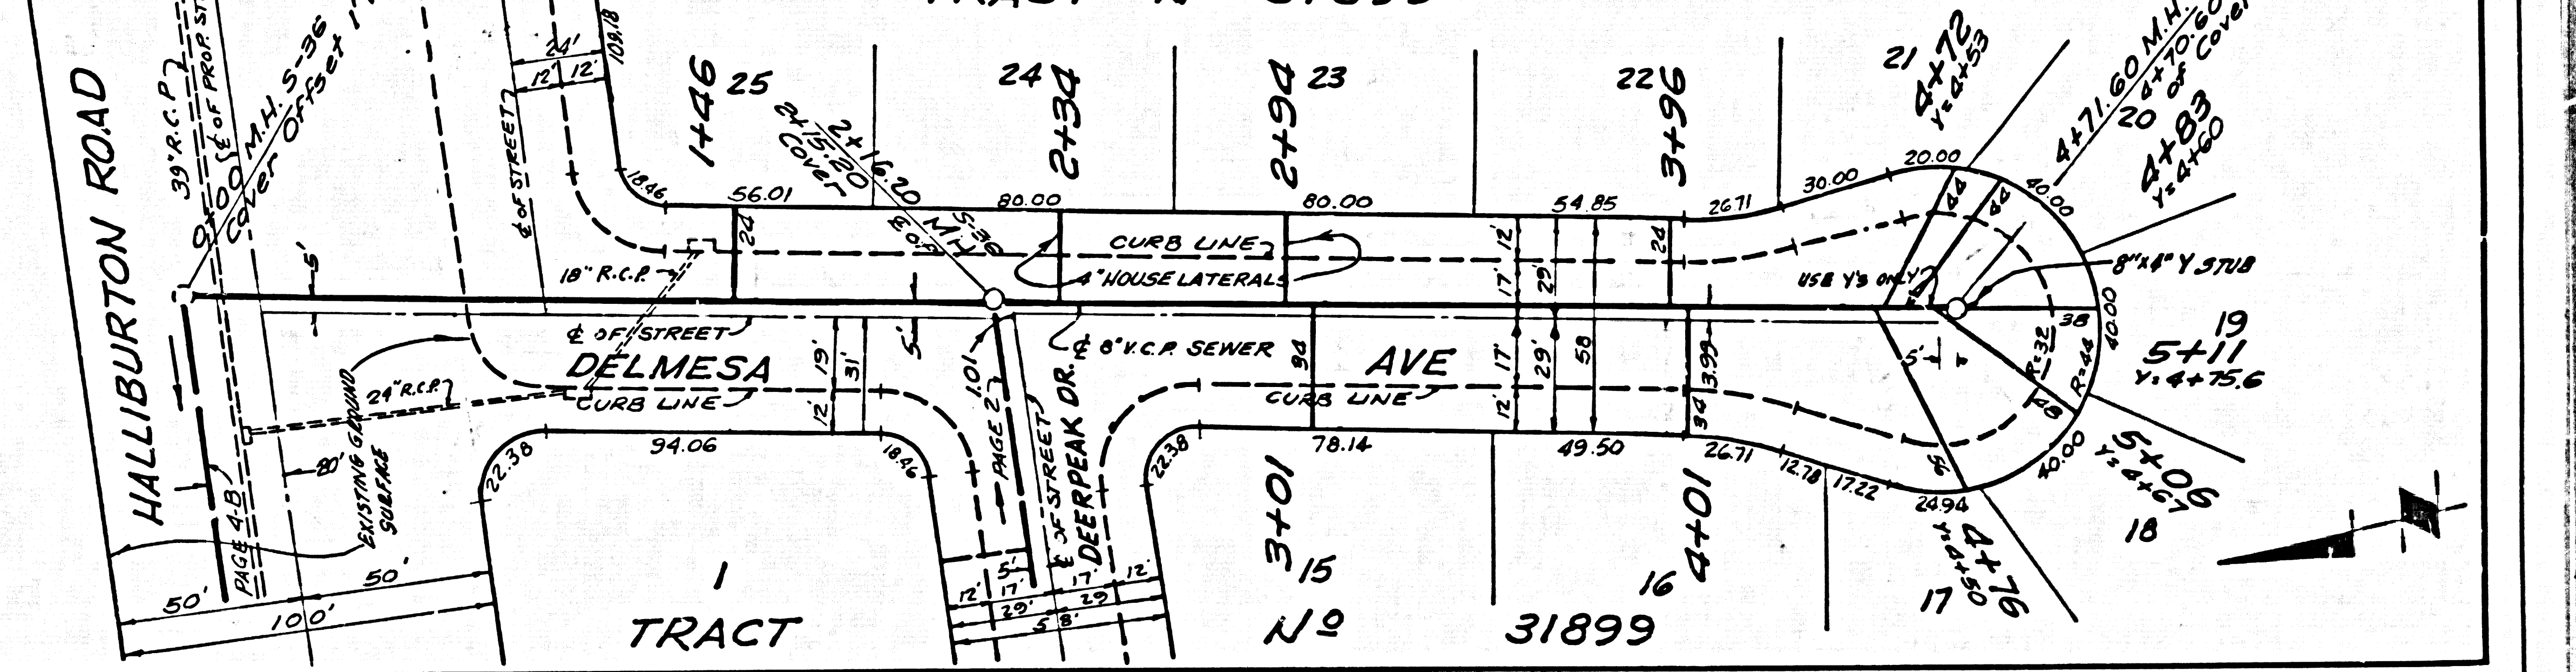 HALLIBURTON ROAD
39" R.C.P.
℄ OF PROP. ST
0+00 M.H. S-36
Cover Offset 1
24'
12' 12'
109.18
℄ OF STREET
18.46
5'
1+46
25
56.01
24
2+16.20
2+15.20
Cover
℄ OF
M H
S-36
24
2+34
80.00
2+94
23
80.00
22
3+96
54.85
24
26.71
30.00
20.00
21
4+72
Y=4+53
4+71.60 M.H.
4+70.60
20 of Cover
4+83
Y=4+60
44
44
40.00
18" R.C.P.
CURB LINE
4" HOUSE LATERALS
12'
17'
29'
USE Y'S ONLY
8"x4" Y STUB
℄ OF STREET
DELMESA
AVE
℄ 8" V.C.P. SEWER
CURB LINE
CURB LINE
24" R.C.P.
19'
31'
12'
5'
1.01
PAGE 2
℄ OF STREET
DEERPEAK DR.
34
17'
29'
58
12'
3.99
34
5'
38
40.00
R=32
R=44
48
56
19
5+11
Y=4+75.6
PAGE 4-B
80'
EXISTING GROUND
SURFACE
22.38
94.06
18.46
22.38
78.14
49.50
26.71
12.78
17.22
24.94
40.00
5+06
Y=4+67
18
4+76
Y=4+50
17
3+01
15
4+01
16
50'
50'
100'
1
5'
12' 17' 17' 12'
29' 29
58'
TRACT Nº 31899